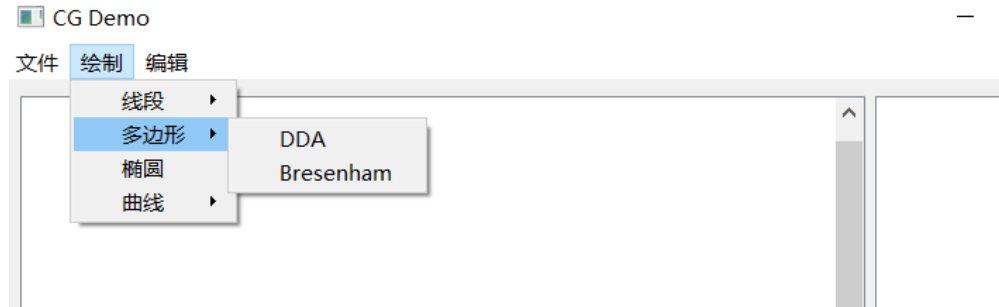 CG Demo
文件 绘制 编辑
线段
多边形
DDA
椭圆
Bresenham
曲线